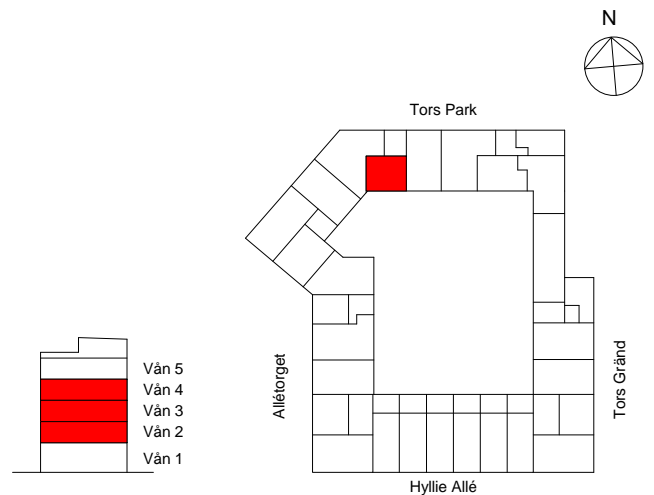 N
Tors Park
Vån 5
Vån 4
Vån 3
Vån 2
Vån 1
Allétorget
Tors Gränd
Hyllie Allé